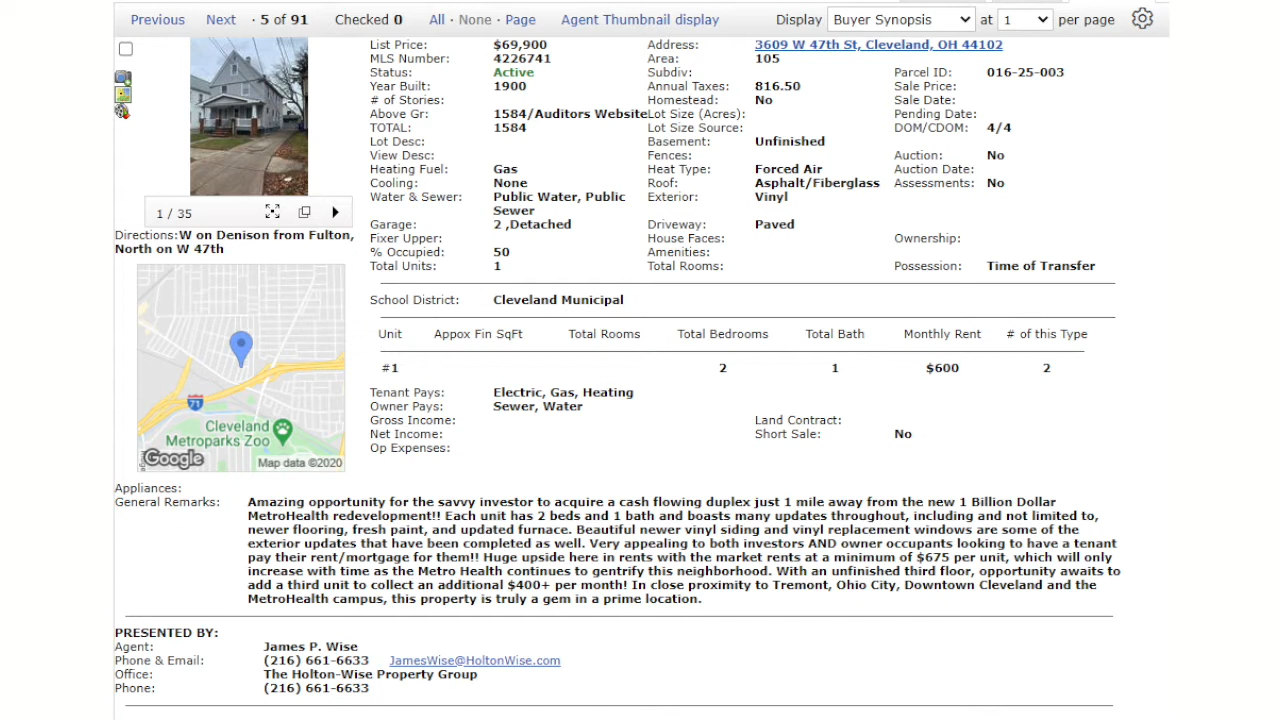 Previous Next · 5 of 91 Checked 0 All · None · Page Agent Thumbnail display Display Buyer Synopsis at 1 per page
List Price: $69,900 Address: 3609 W 47th St, Cleveland, OH 44102
MLS Number: 4226741 Area: 105
Status: Active Subdiv: Parcel ID: 016-25-003
Year Built: 1900 Annual Taxes: 816.50 Sale Price:
# of Stories: Homestead: No Sale Date:
Above Gr: 1584/Auditors Website Lot Size (Acres): Pending Date:
TOTAL: 1584 Lot Size Source: DOM/CDOM: 4/4
Lot Desc: Basement: Unfinished
View Desc: Fences: Auction: No
Heating Fuel: Gas Heat Type: Forced Air Auction Date:
Cooling: None Roof: Asphalt/Fiberglass Assessments: No
Water & Sewer: Public Water, Public Exterior: Vinyl
Sewer
1 / 35
Garage: 2 ,Detached Driveway: Paved
Directions:W on Denison from Fulton,
North on W 47th
Fixer Upper: House Faces: Ownership:
% Occupied: 50 Amenities:
Total Units: 1 Total Rooms: Possession: Time of Transfer
School District: Cleveland Municipal
Unit Appox Fin SqFt Total Rooms Total Bedrooms Total Bath Monthly Rent # of this Type
#1 2 1 $600 2
Tenant Pays: Electric, Gas, Heating
Owner Pays: Sewer, Water
Gross Income: Land Contract:
Net Income: Short Sale: No
Op Expenses:
71
Cleveland
Metroparks Zoo
Google Map data ©2020
Appliances:
General Remarks: Amazing opportunity for the savvy investor to acquire a cash flowing duplex just 1 mile away from the new 1 Billion Dollar
MetroHealth redevelopment!! Each unit has 2 beds and 1 bath and boasts many updates throughout, including and not limited to,
newer flooring, fresh paint, and updated furnace. Beautiful newer vinyl siding and vinyl replacement windows are some of the
exterior updates that have been completed as well. Very appealing to both investors AND owner occupants looking to have a tenant
pay their rent/mortgage for them!! Huge upside here in rents with the market rents at a minimum of $675 per unit, which will only
increase with time as the Metro Health continues to gentrify this neighborhood. With an unfinished third floor, opportunity awaits to
add a third unit to collect an additional $400+ per month! In close proximity to Tremont, Ohio City, Downtown Cleveland and the
MetroHealth campus, this property is truly a gem in a prime location.
PRESENTED BY:
Agent: James P. Wise
Phone & Email: (216) 661-6633 JamesWise@HoltonWise.com
Office: The Holton-Wise Property Group
Phone: (216) 661-6633